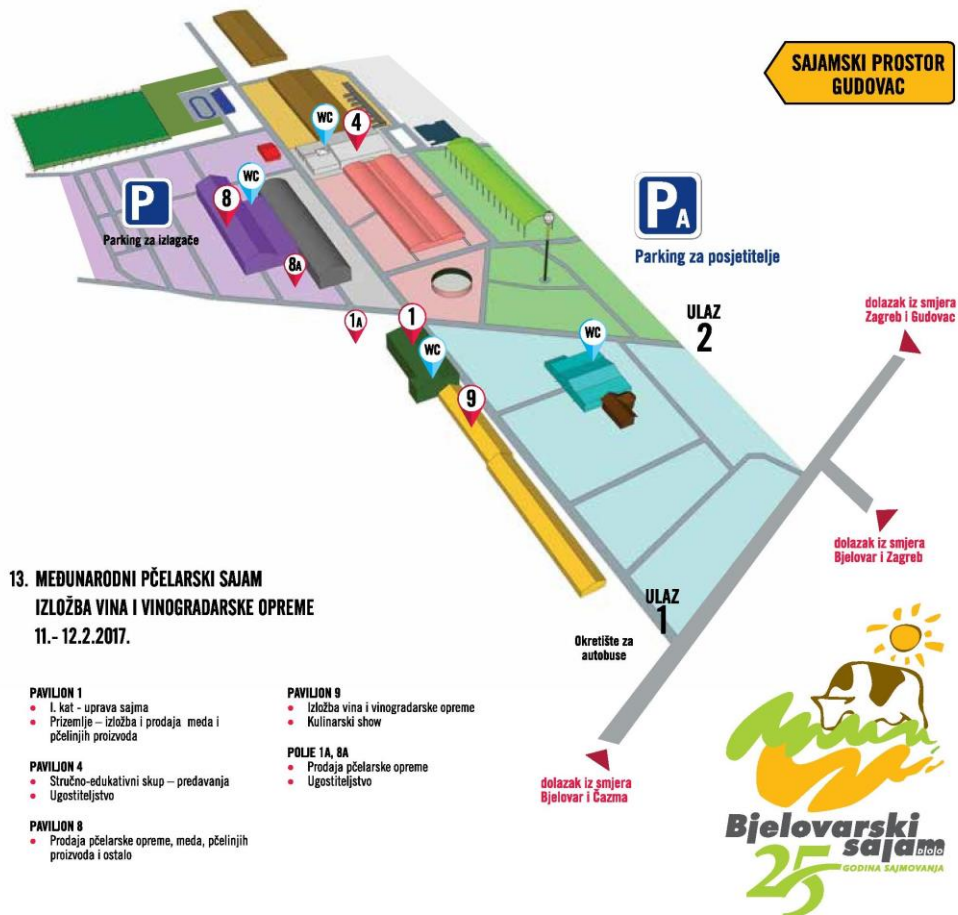 SAJAMSKI PROSTOR
GUDOVAC
WC
4
WC
8
P
Parking za izlagače
8A
PA
Parking za posjetitelje
1A
1
WC
9
WC
ULAZ
2
dolazak iz smjera
Zagreb i Gudovac
dolazak iz smjera
Bjelovar i Zagreb
ULAZ
1
Okretište za
autobuse
dolazak iz smjera
Bjelovar i Čazma
13. MEĐUNARODNI PČELARSKI SAJAM
IZLOŽBA VINA I VINOGRADARSKE OPREME
11.- 12.2.2017.
PAVILJON 1
• I. kat - uprava sajma
• Prizemlje – izložba i prodaja meda i
pčelinjih proizvoda
PAVILJON 4
• Stručno-edukativni skup – predavanja
• Ugostiteljstvo
PAVILJON 8
• Prodaja pčelarske opreme, meda, pčelinjih
proizvoda i ostalo
PAVILJON 9
• Izložba vina i vinogradarske opreme
• Kulinarski show
POLJE 1A, 8A
• Prodaja pčelarske opreme
• Ugostiteljstvo
Bjelovarski
sajam d.o.o
25 GODINA SAJMOVANJA